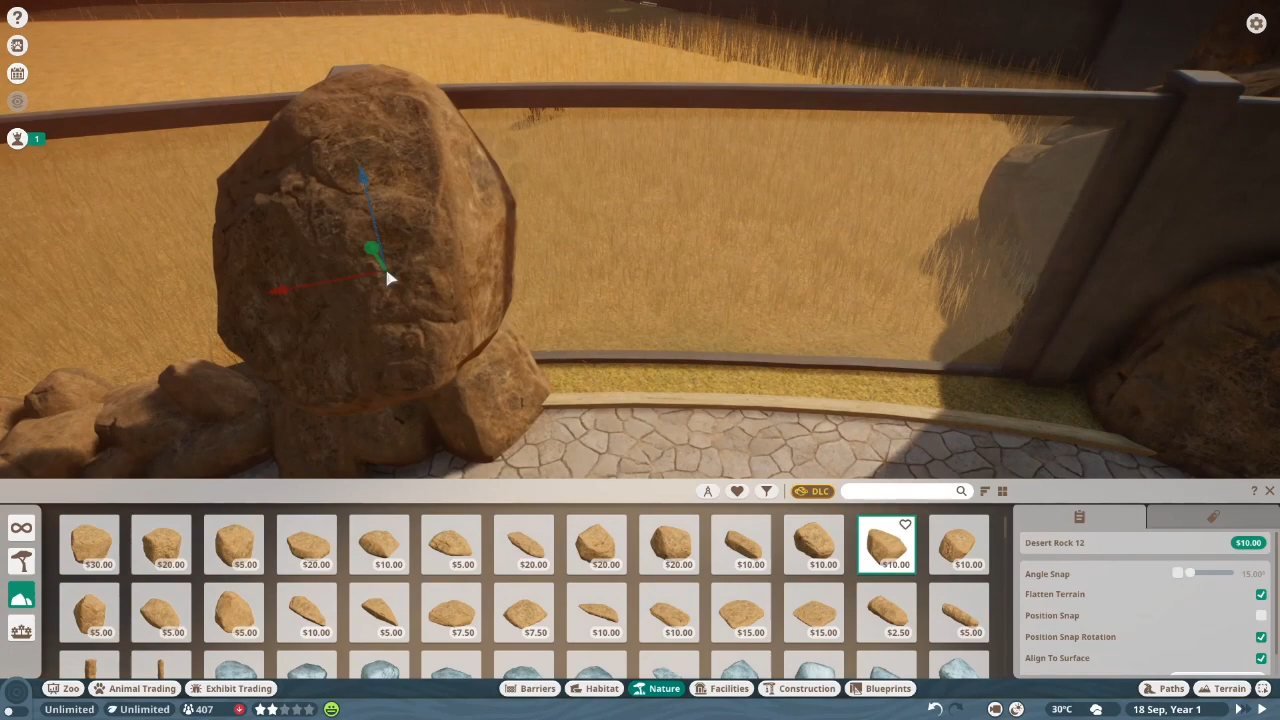 ?
1
DLC
? ×
$30.00 $20.00 $5.00 $20.00 $10.00 $5.00 $20.00 $20.00 $20.00 $10.00 $10.00 $10.00 $10.00
Desert Rock 12 $10.00
Angle Snap 15.00°
Flatten Terrain
$5.00 $5.00 $5.00 $10.00 $5.00 $7.50 $7.50 $10.00 $10.00 $15.00 $15.00 $2.50 $5.00
Position Snap
Position Snap Rotation
Align To Surface
Zoo Animal Trading Exhibit Trading Barriers Habitat Nature Facilities Construction Blueprints Paths Terrain
Unlimited Unlimited 407 30°C 18 Sep, Year 1